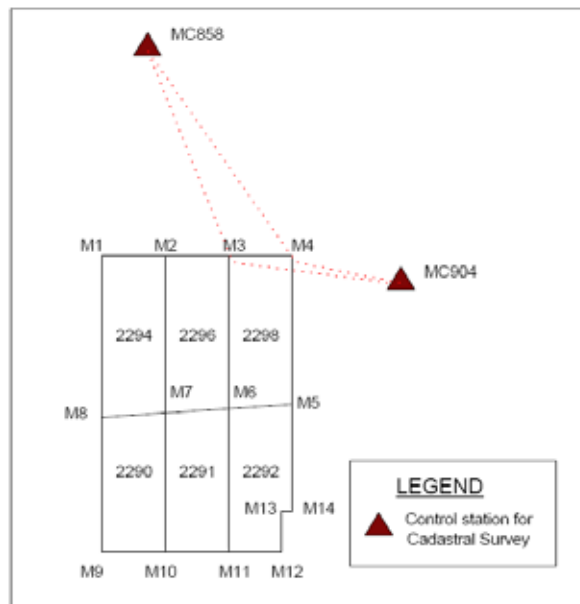 MC858
M1 M2 M3 M4
MC904
2294 2296 2298
M7 M6 M5
M8
2290 2291 2292
M13 M14
M9 M10 M11 M12
LEGEND
Control station for
Cadastral Survey